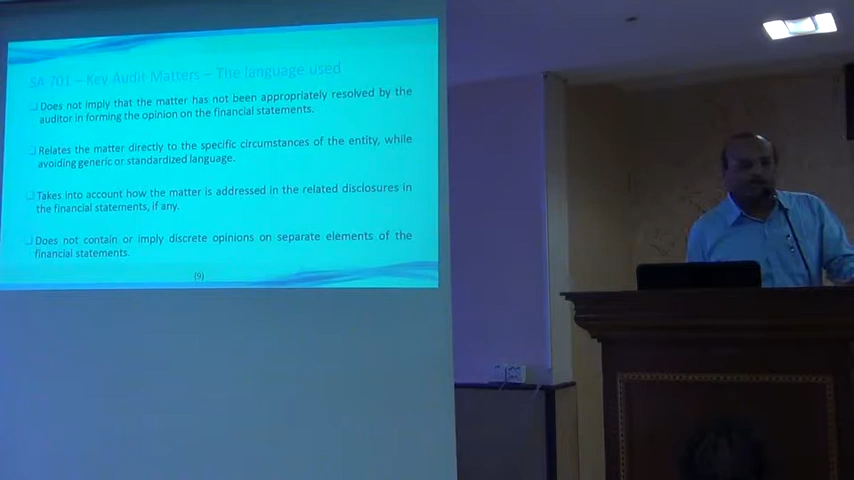 SA 701 – Key Audit Matters – The language used
Does not imply that the matter has not been appropriately resolved by the
auditor in forming the opinion on the financial statements.
Relates the matter directly to the specific circumstances of the entity, while
avoiding generic or standardized language.
Takes into account how the matter is addressed in the related disclosures in
the financial statements, if any.
Does not contain or imply discrete opinions on separate elements of the
financial statements.
(9)